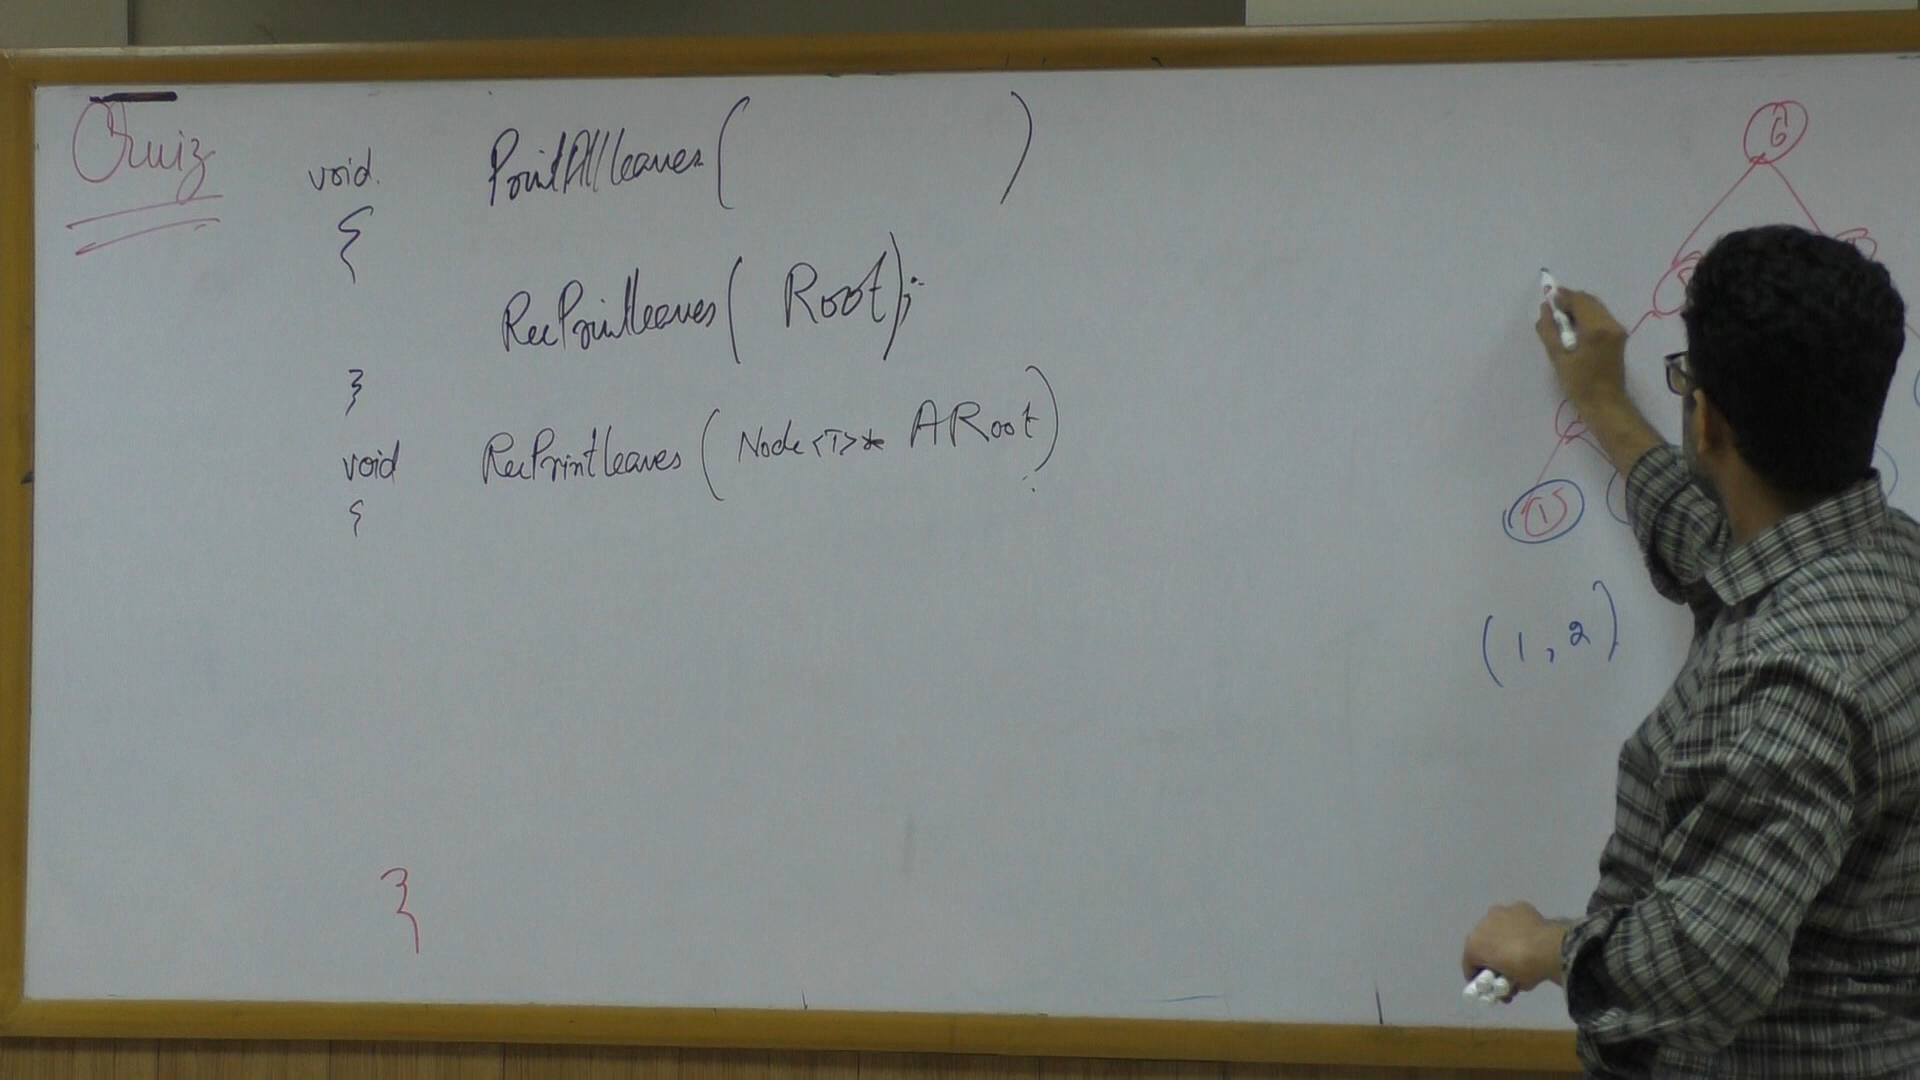 Quiz
void PrintAllleaves( )
{
RecPrintleaves( Root);
}
void RecPrintleaves ( Node<T>* ARoot)
{
}
6
1
(1,2)